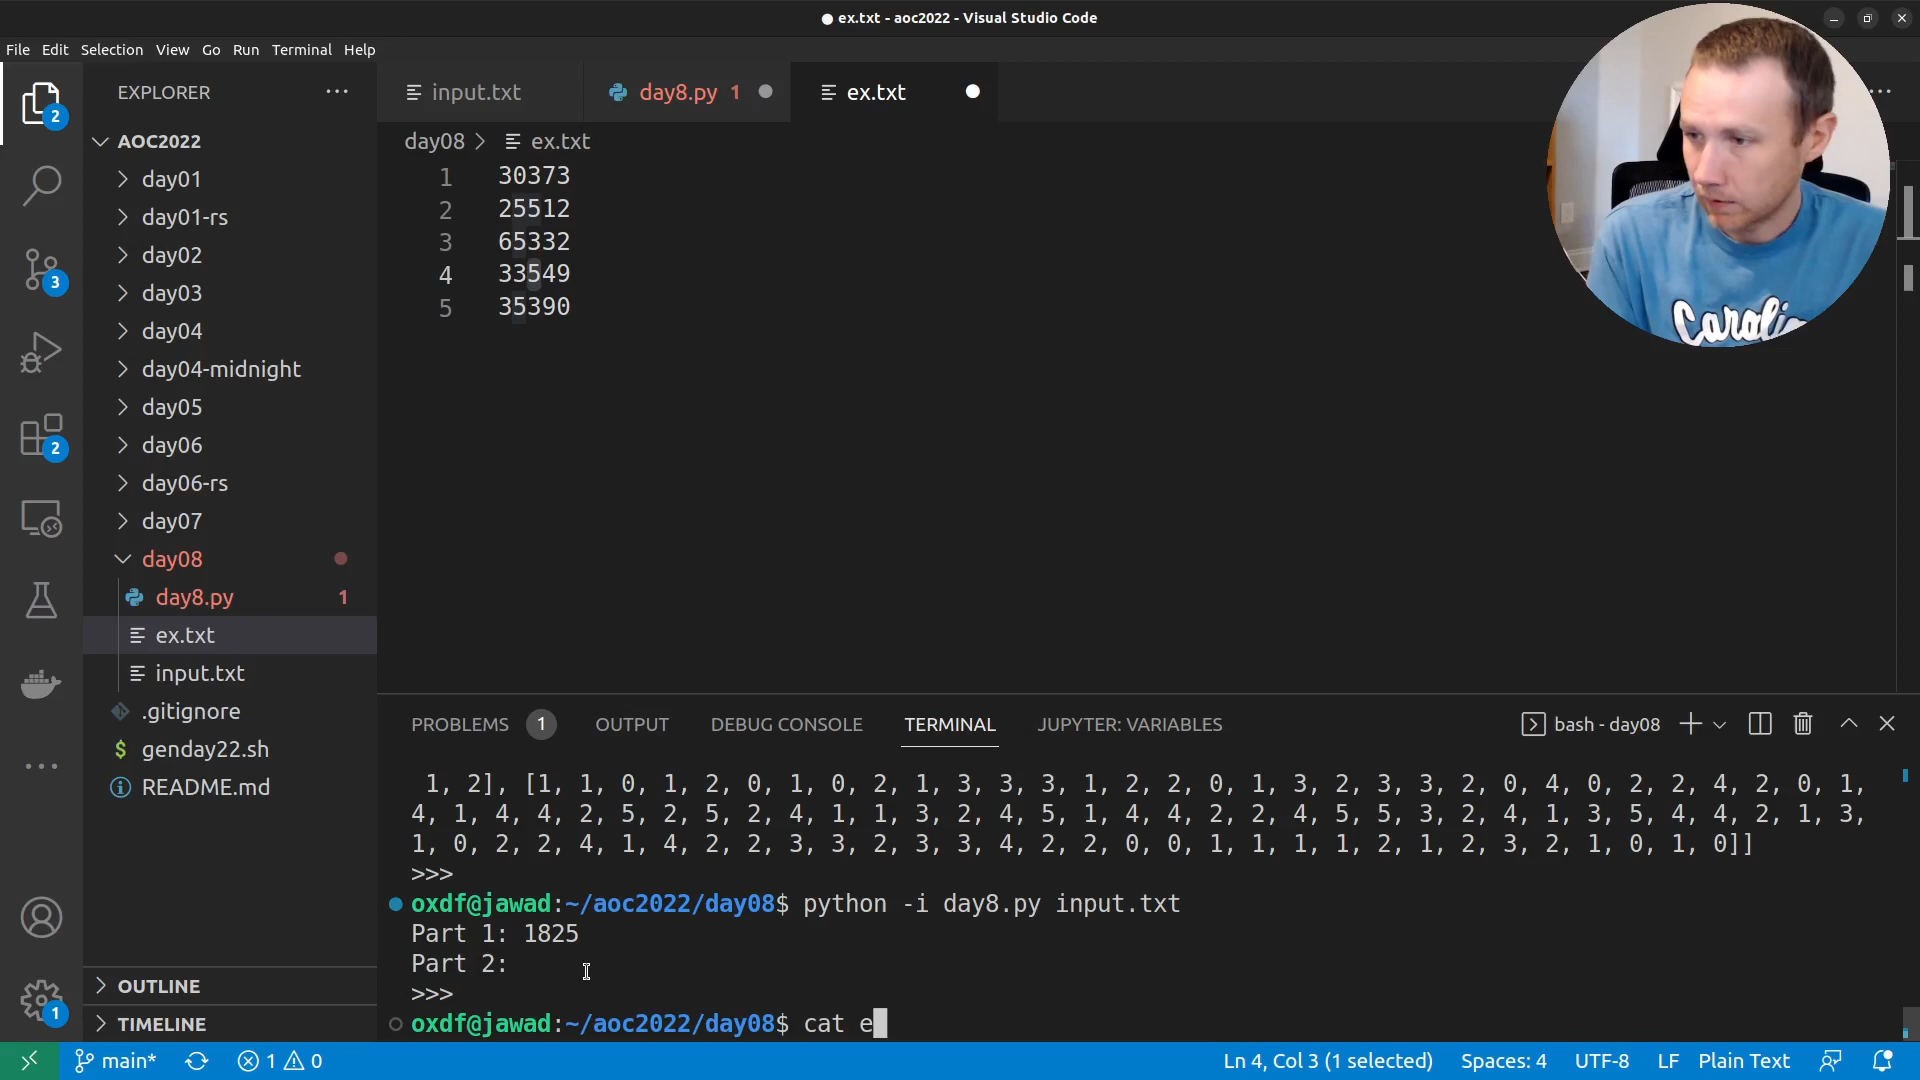 ex.txt - aoc2022 - Visual Studio Code
File Edit Selection View Go Run Terminal Help
EXPLORER
input.txt
day8.py 1
ex.txt
day08 > ex.txt
AOC2022
day01
day01-rs
day02
day03
day04
day04-midnight
day05
day06
day06-rs
day07
day08
day8.py 1
ex.txt
input.txt
.gitignore
$ genday22.sh
README.md
OUTLINE
TIMELINE
2
3
2
1
1 30373
2 25512
3 65332
4 33549
5 35390
PROBLEMS 1 OUTPUT DEBUG CONSOLE TERMINAL JUPYTER: VARIABLES
bash - day08
1, 2], [1, 1, 0, 1, 2, 0, 1, 0, 2, 1, 3, 3, 3, 1, 2, 2, 0, 1, 3, 2, 3, 3, 2, 0, 4, 0, 2, 2, 4, 2, 0, 1,
4, 1, 4, 4, 2, 5, 2, 5, 2, 4, 1, 1, 3, 2, 4, 5, 1, 4, 4, 2, 2, 4, 5, 5, 3, 2, 4, 1, 3, 5, 4, 4, 2, 1, 3,
1, 0, 2, 2, 4, 1, 4, 2, 2, 3, 3, 2, 3, 3, 4, 2, 2, 0, 0, 1, 1, 1, 1, 2, 1, 2, 3, 2, 1, 0, 1, 0]]
>>>
oxdf@jawad:~/aoc2022/day08$ python -i day8.py input.txt
Part 1: 1825
Part 2:
>>>
oxdf@jawad:~/aoc2022/day08$ cat e
main* 1 0
Ln 4, Col 3 (1 selected) Spaces: 4 UTF-8 LF Plain Text